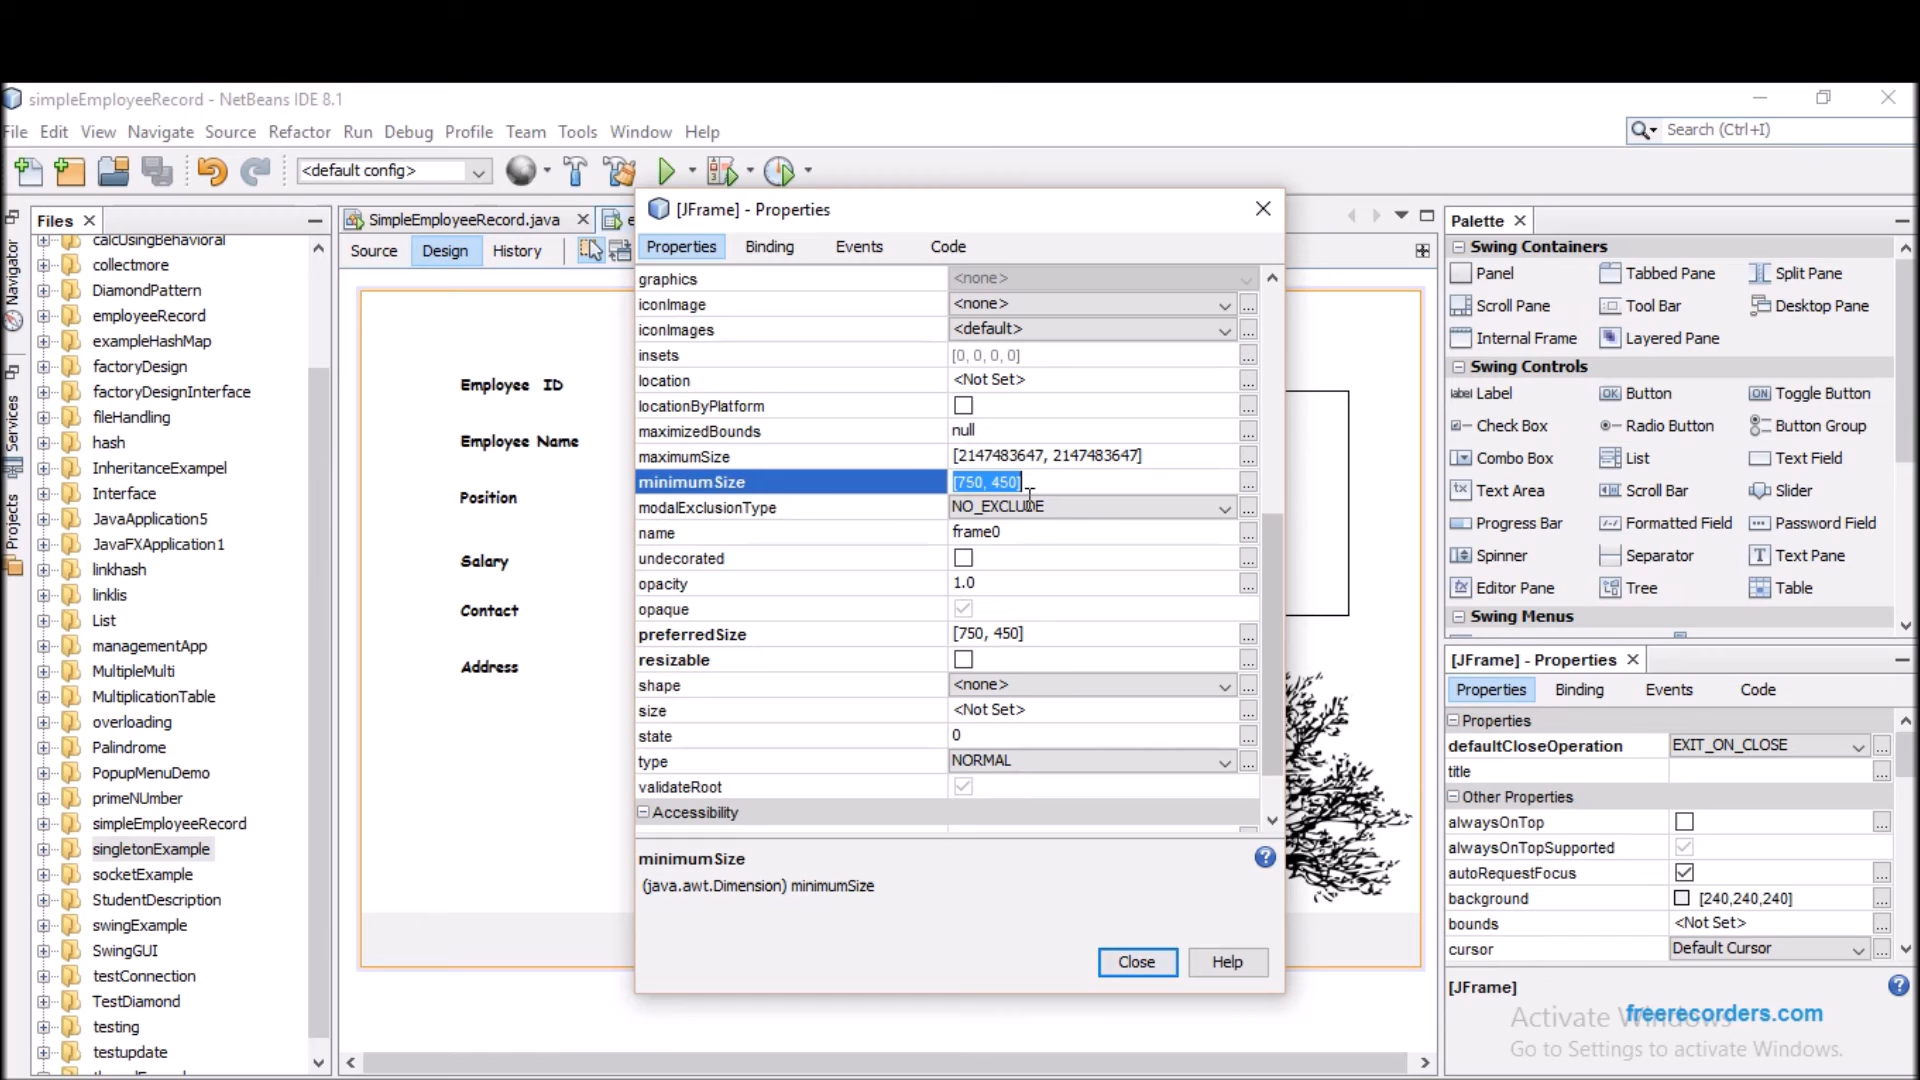 simpleEmployeeRecord - NetBeans IDE 8.1
File Edit View Navigate Source Refactor Run Debug Profile Team Tools Window Help
Search (Ctrl+I)
<default config>
Navigator
Services
Projects
Files
calcUsingBehavioral
collectmore
DiamondPattern
employeeRecord
exampleHashMap
factoryDesign
factoryDesignInterface
fileHandling
hash
InheritanceExampel
Interface
JavaApplication5
JavaFXApplication1
linkhash
linklis
List
managementApp
MultipleMulti
MultiplicationTable
overloading
Palindrome
PopupMenuDemo
primeNUmber
simpleEmployeeRecord
singletonExample
socketExample
StudentDescription
swingExample
SwingGUI
testConnection
TestDiamond
testing
testupdate
SimpleEmployeeRecord.java
Source Design History
Employee ID
Employee Name
Position
Salary
Contact
Address
[JFrame] - Properties
Properties Binding Events Code
graphics <none>
iconImage <none> ...
iconImages <default> ...
insets [0, 0, 0, 0] ...
location <Not Set> ...
locationByPlatform ...
maximizedBounds null ...
maximumSize [2147483647, 2147483647] ...
minimumSize [750, 450] ...
modalExclusionType NO_EXCLUDE ...
name frame0 ...
undecorated ...
opacity 1.0 ...
opaque
preferredSize [750, 450] ...
resizable ...
shape <none> ...
size <Not Set> ...
state 0 ...
type NORMAL ...
validateRoot
Accessibility
minimumSize
(java.awt.Dimension) minimumSize
Close Help
Palette
Swing Containers
Panel Tabbed Pane Split Pane
Scroll Pane Tool Bar Desktop Pane
Internal Frame Layered Pane
Swing Controls
label Label OK Button ON Toggle Button
Check Box Radio Button Button Group
Combo Box List Text Field
Text Area Scroll Bar Slider
Progress Bar Formatted Field Password Field
Spinner Separator Text Pane
Editor Pane Tree Table
Swing Menus
[JFrame] - Properties
Properties Binding Events Code
Properties
defaultCloseOperation EXIT_ON_CLOSE ...
title ...
Other Properties
alwaysOnTop ...
alwaysOnTopSupported
autoRequestFocus ...
background [240,240,240] ...
bounds <Not Set> ...
cursor Default Cursor ...
[JFrame]
Activate Windows
freerecorders.com
Go to Settings to activate Windows.